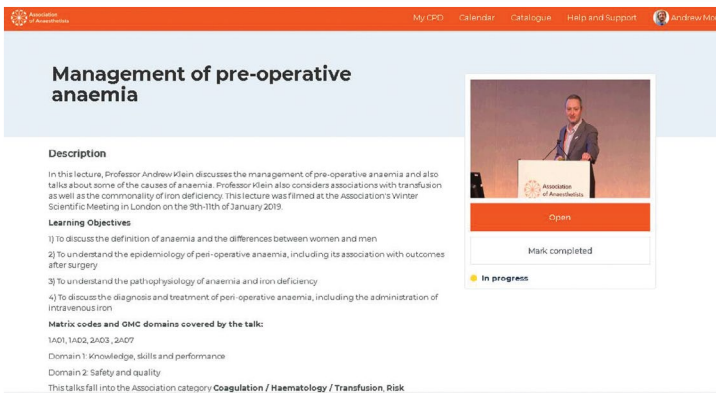 Association
of Anaesthetists
My CPD Calendar Catalogue Help and Support Andrew Mor
Management of pre-operative
anaemia
Description
In this lecture, Professor Andrew Klein discusses the management of pre-operative anaemia and also
talks about some of the causes of anaemia. Professor Klein also considers associations with transfusion
as well as the commonality of iron deficiency. This lecture was filmed at the Association's Winter
Scientific Meeting in London on the 9th-11th of January 2019.
Learning Objectives
1) To discuss the definition of anaemia and the differences between women and men
2) To understand the epidemiology of peri-operative anaemia, including its association with outcomes
after surgery
3) To understand the pathophysiology of anaemia and iron deficiency
4) To discuss the diagnosis and treatment of peri-operative anaemia, including the administration of
intravenous iron
Matrix codes and GMC domains covered by the talk:
1A01, 1A02, 2A03 , 2A07
Domain 1: Knowledge, skills and performance
Domain 2: Safety and quality
This talks fall into the Association category Coagulation / Haematology / Transfusion, Risk
Association
of Anaesthetists
Open
Mark completed
In progress